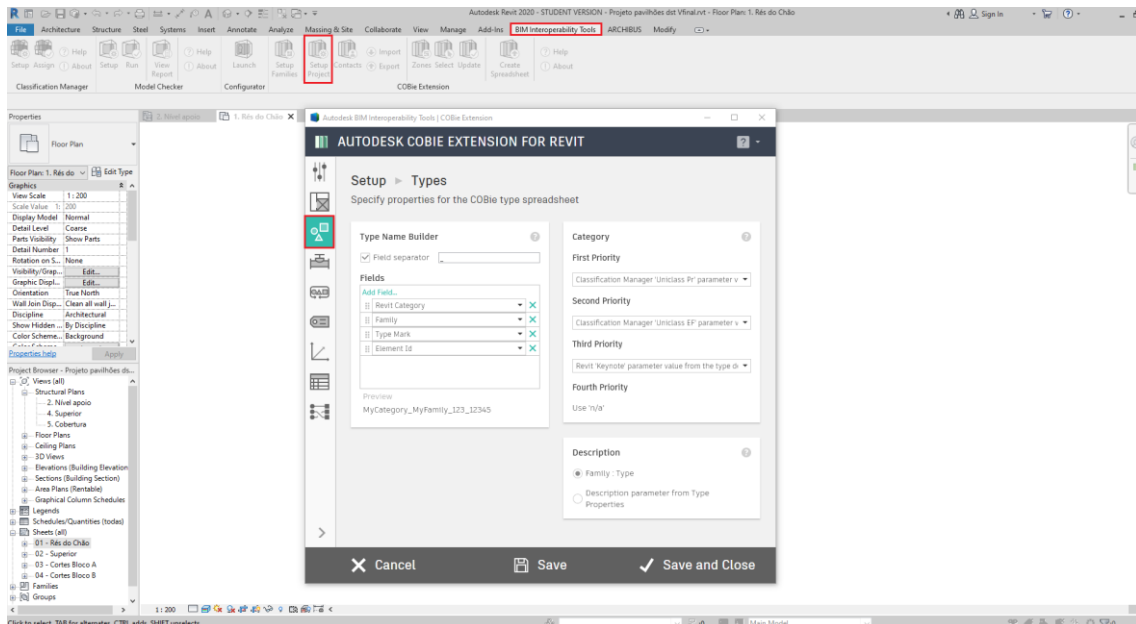 Autodesk Revit 2020 - STUDENT VERSION - Projeto pavilhões dst Vfinal.rvt - Floor Plan: 1. Rés do Chão
Sign In
File Architecture Structure Steel Systems Insert Annotate Analyze Massing & Site Collaborate View Manage Add-Ins BIM Interoperability Tools ARCHIBUS Modify
Setup Assign Help About Setup Run View Report Help About Launch Setup Families Setup Project Contacts Import Export Zones Select Update Create Spreadsheet Help About
Classification Manager Model Checker Configurator COBie Extension
Properties
2. Nível apoio
1. Rés do Chão
Floor Plan
Floor Plan: 1. Rés do
Edit Type
Graphics
View Scale 1 : 200
Scale Value 1: 200
Display Model Normal
Detail Level Coarse
Parts Visibility Show Parts
Detail Number 1
Rotation on S... None
Visibility/Grap... Edit...
Graphic Displ... Edit...
Orientation True North
Wall Join Disp... Clean all wall j...
Discipline Architectural
Show Hidden ... By Discipline
Color Scheme... Background
Properties help
Apply
Project Browser - Projeto pavilhões ds...
Views (all)
Structural Plans
2. Nível apoio
4. Superior
5. Cobertura
Floor Plans
Ceiling Plans
3D Views
Elevations (Building Elevation
Sections (Building Section)
Area Plans (Rentable)
Graphical Column Schedules
Legends
Schedules/Quantities (todas)
Sheets (all)
01 - Rés do Chão
02 - Superior
03 - Cortes Bloco A
04 - Cortes Bloco B
Families
Groups
Autodesk BIM Interoperability Tools | COBie Extension
AUTODESK COBIE EXTENSION FOR REVIT
Setup Types
Specify properties for the COBie type spreadsheet
Type Name Builder
Field separator _
Fields
Add Field...
Revit Category
Family
Type Mark
Element Id
Preview
MyCategory_MyFamily_123_12345
Category
First Priority
Classification Manager 'Uniclass Pr' parameter v
Second Priority
Classification Manager 'Uniclass EF' parameter v
Third Priority
Revit 'Keynote' parameter value from the type d
Fourth Priority
Use 'n/a'
Description
Family : Type
Description parameter from Type
Properties
Cancel
Save
Save and Close
1 : 200
Click to select, TAB for alternates, CTRL adds, SHIFT unselects.
Main Model